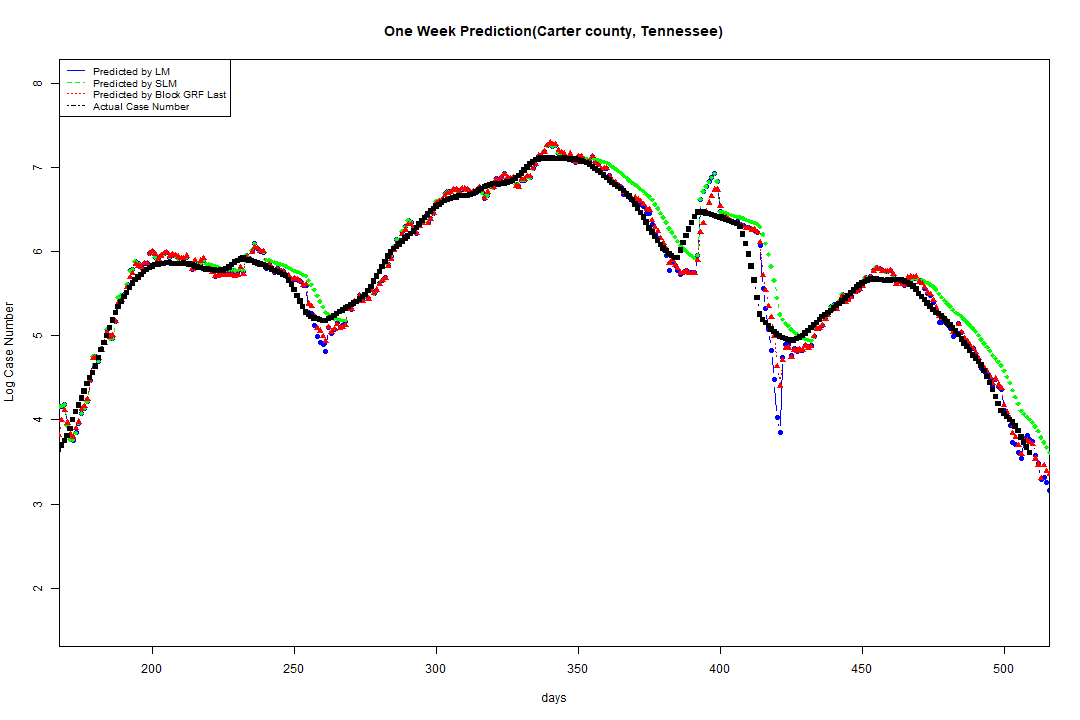 One Week Prediction(Carter county, Tennessee)
Predicted by LM
Predicted by SLM
Predicted by Block GRF Last
Actual Case Number
8
7
6
5
4
3
2
Log Case Number
200 250 300 350 400 450 500
days